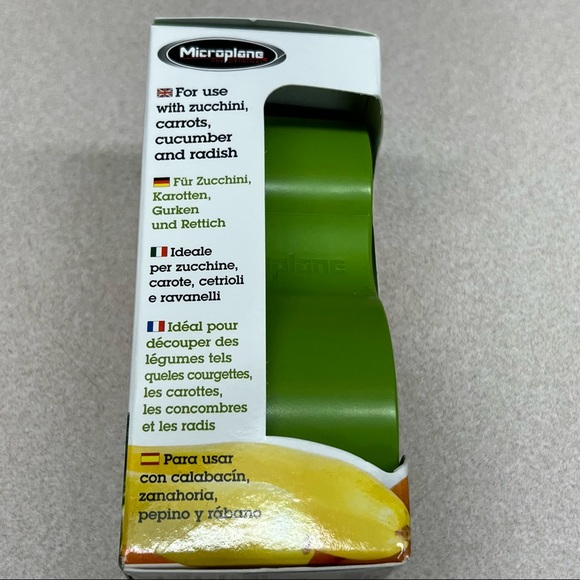 Microplane
For use
with zucchini,
carrots,
cucumber
and radish
Für Zucchini,
Karotten,
Gurken
und Rettich
Ideale
per zucchine,
carote, cetrioli
e ravanelli
Idéal pour
découper des
légumes tels
queles courgettes,
les carottes,
les concombres
et les radis
Para usar
con calabacín,
zanahoria,
pepino y rábano